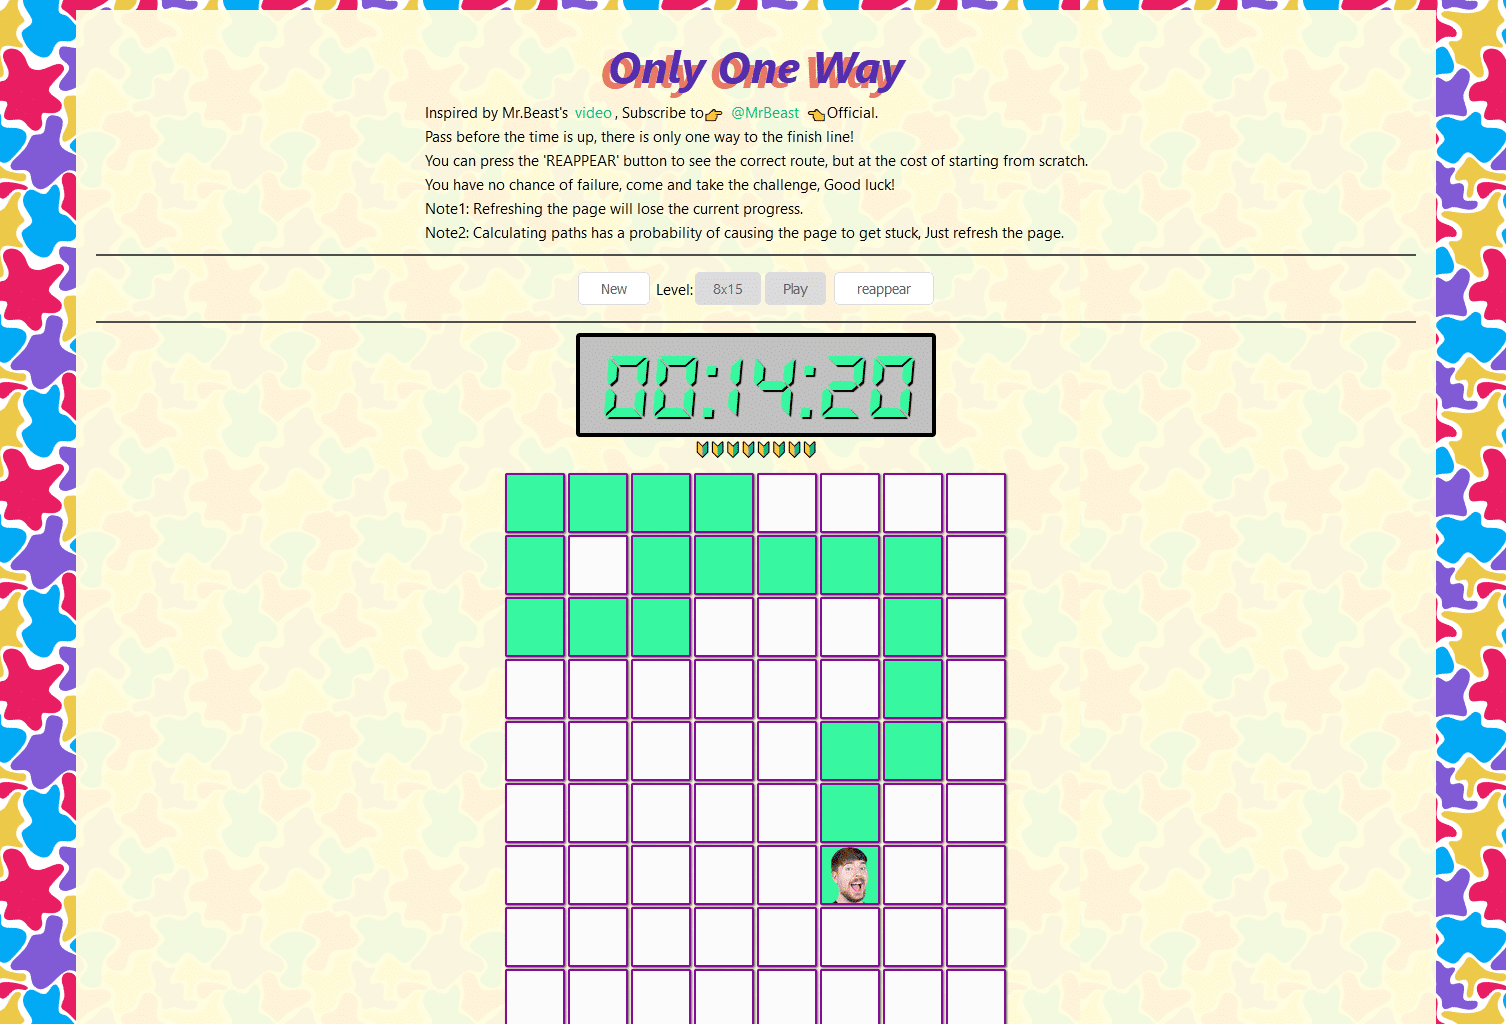 Only One Way
Inspired by Mr.Beast's video , Subscribe to👉 @MrBeast 👈Official.
Pass before the time is up, there is only one way to the finish line!
You can press the 'REAPPEAR' button to see the correct route, but at the cost of starting from scratch.
You have no chance of failure, come and take the challenge, Good luck!
Note1: Refreshing the page will lose the current progress.
Note2: Calculating paths has a probability of causing the page to get stuck, Just refresh the page.
New Level: 8x15 Play reappear
00:14:20